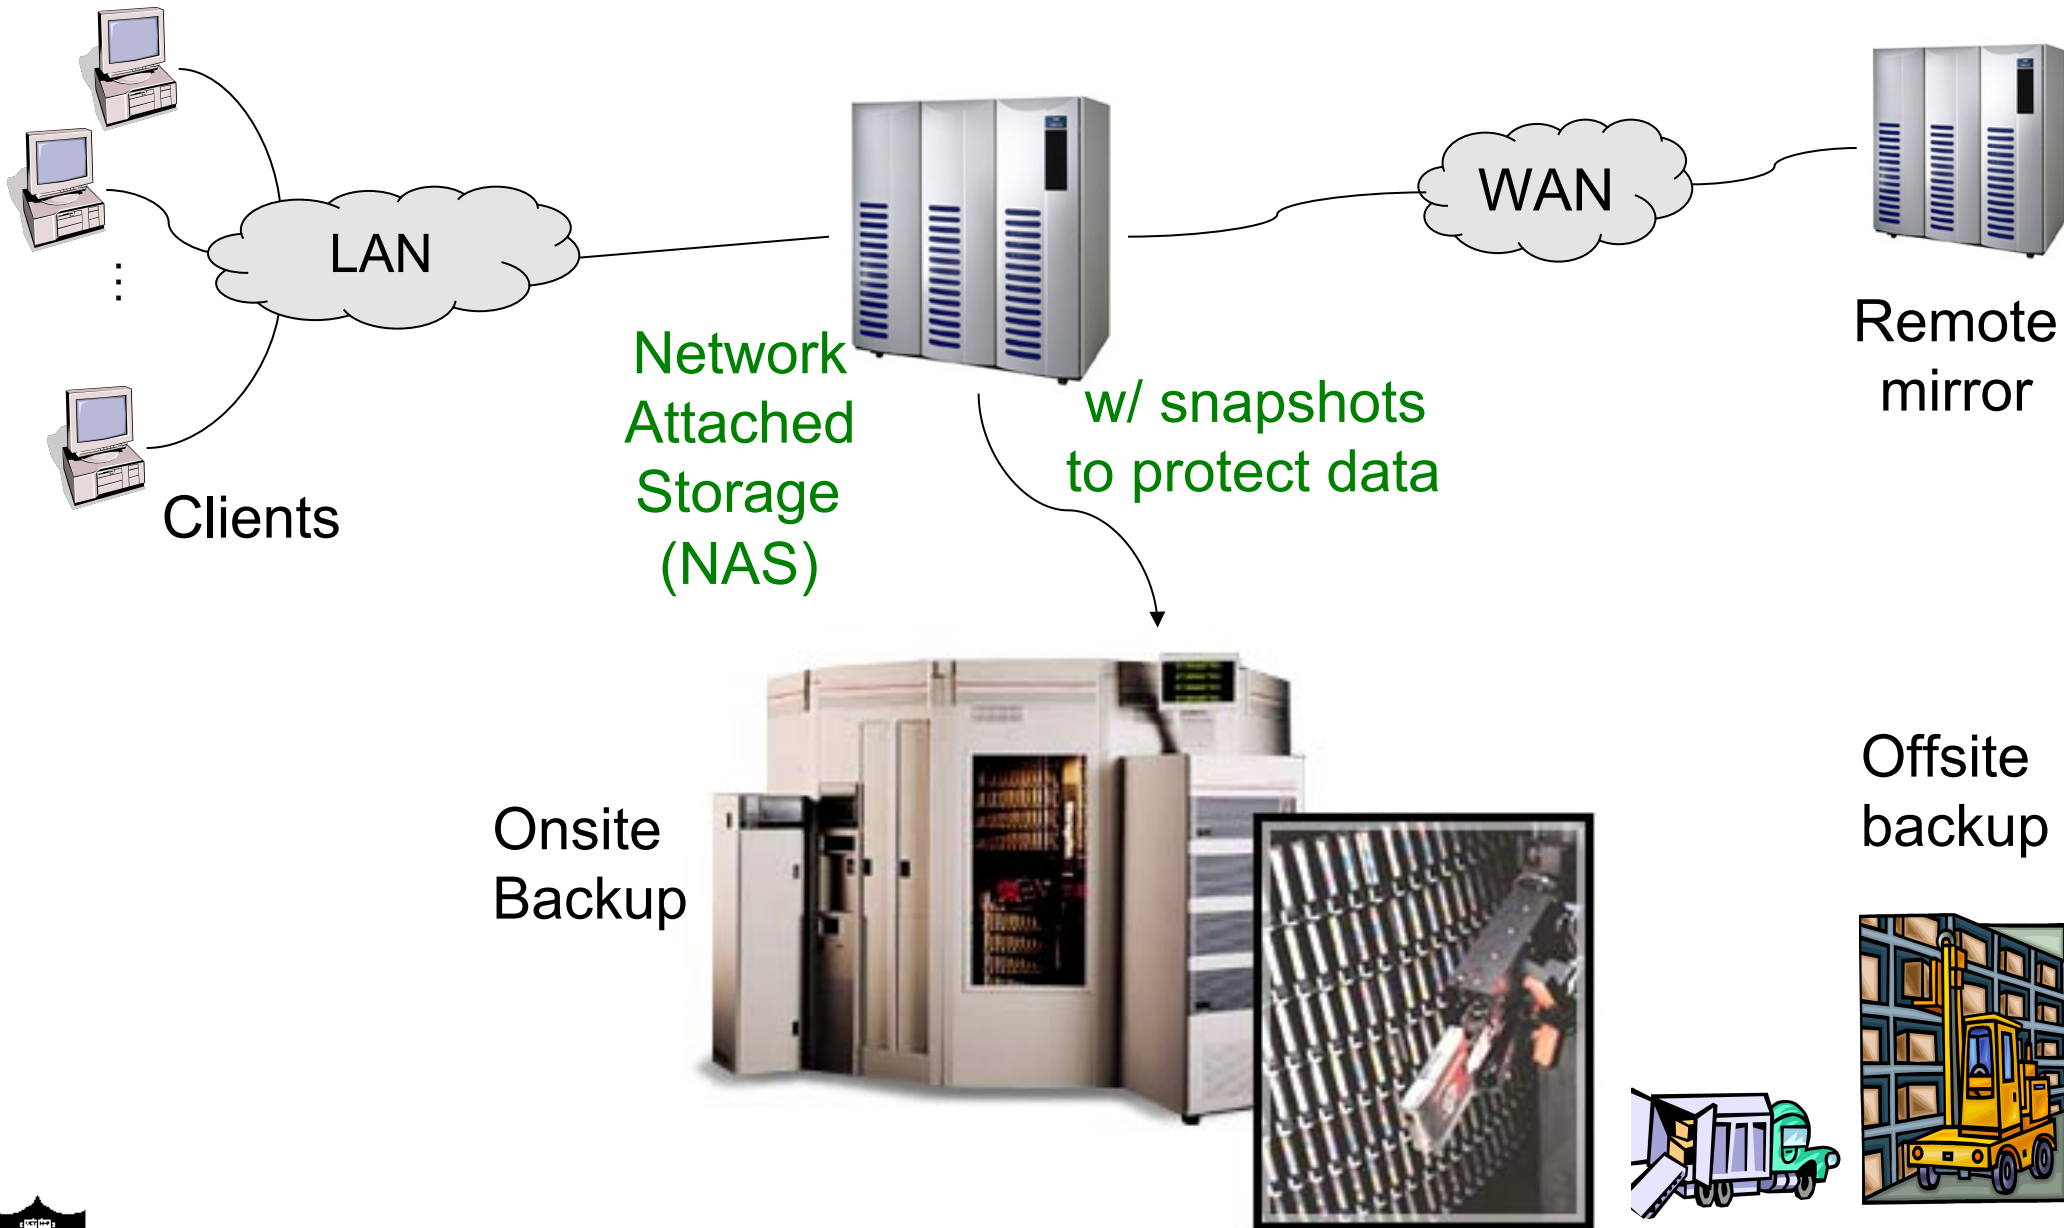 LAN
WAN
Network
Attached
Storage
(NAS)
w/ snapshots
to protect data
Remote
mirror
⋮
Clients
Onsite
Backup
Offsite
backup